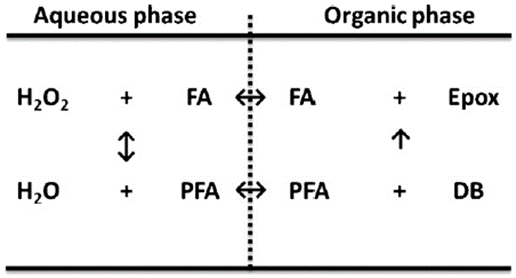 Aqueous phase Organic phase
H₂O₂ + FA ↔ FA + Epox
↕ ↑
H₂O + PFA ↔ PFA + DB